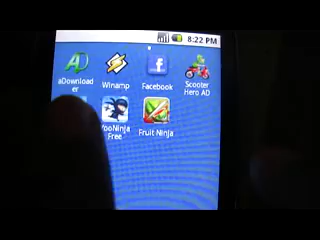 8:22 PM
aDownload
er
Winamp
Facebook
Scooter
Hero AD
YooNinja
Free
Fruit Ninja